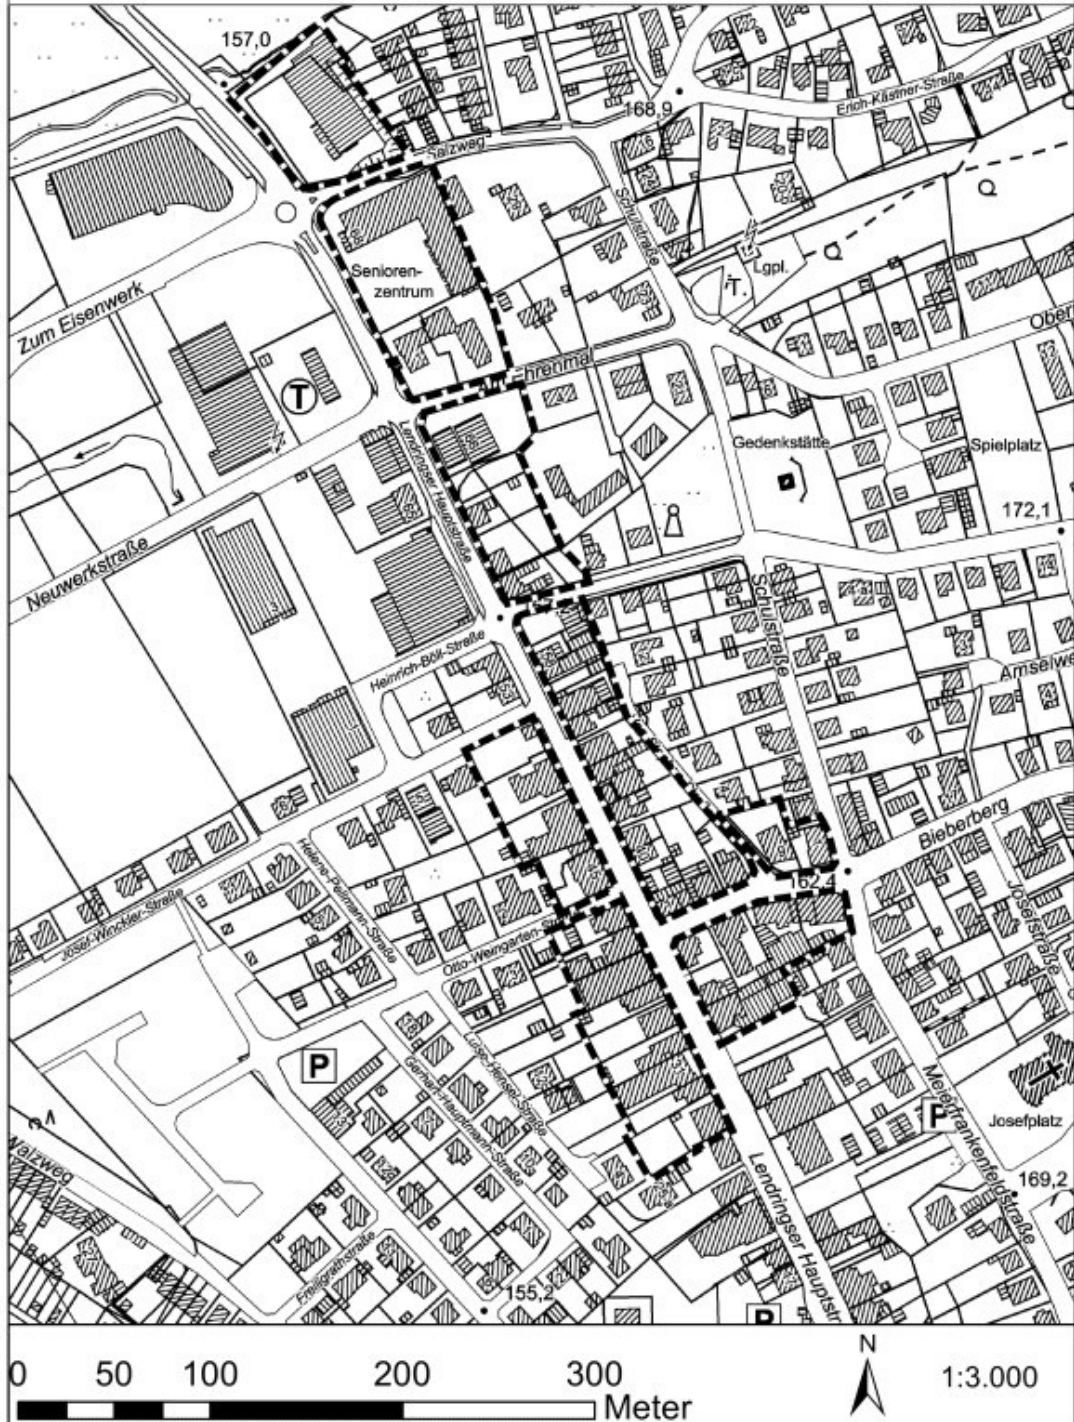 157,0
168,9
Erich-Kästner-Straße
Salzweg
Schulstraße
Lgpl.
T.
Senioren-
zentrum
Zum Eisenwerk
Ehrenmal
Ober
T
Lendringser Hauptstraße
Gedenkstätte
Spielplatz
172,1
Neuwerkstraße
Schulstraße
Heinrich-Böll-Straße
Amselwe
Bieberberg
162,4
Josefstraße
Josef-Winckler-Straße
Helene-Pellmann-Straße
Otto-Weingarten-
P
Luise-Hensel-Straße
Gerhart-Hauptmann-Straße
Meierfrankenfeldstraße
P
Josefplatz
169,2
Walzweg
Freiligrathstraße
155,2
Lendringser Hauptstr
P
0 50 100 200 300
Meter
N
1:3.000